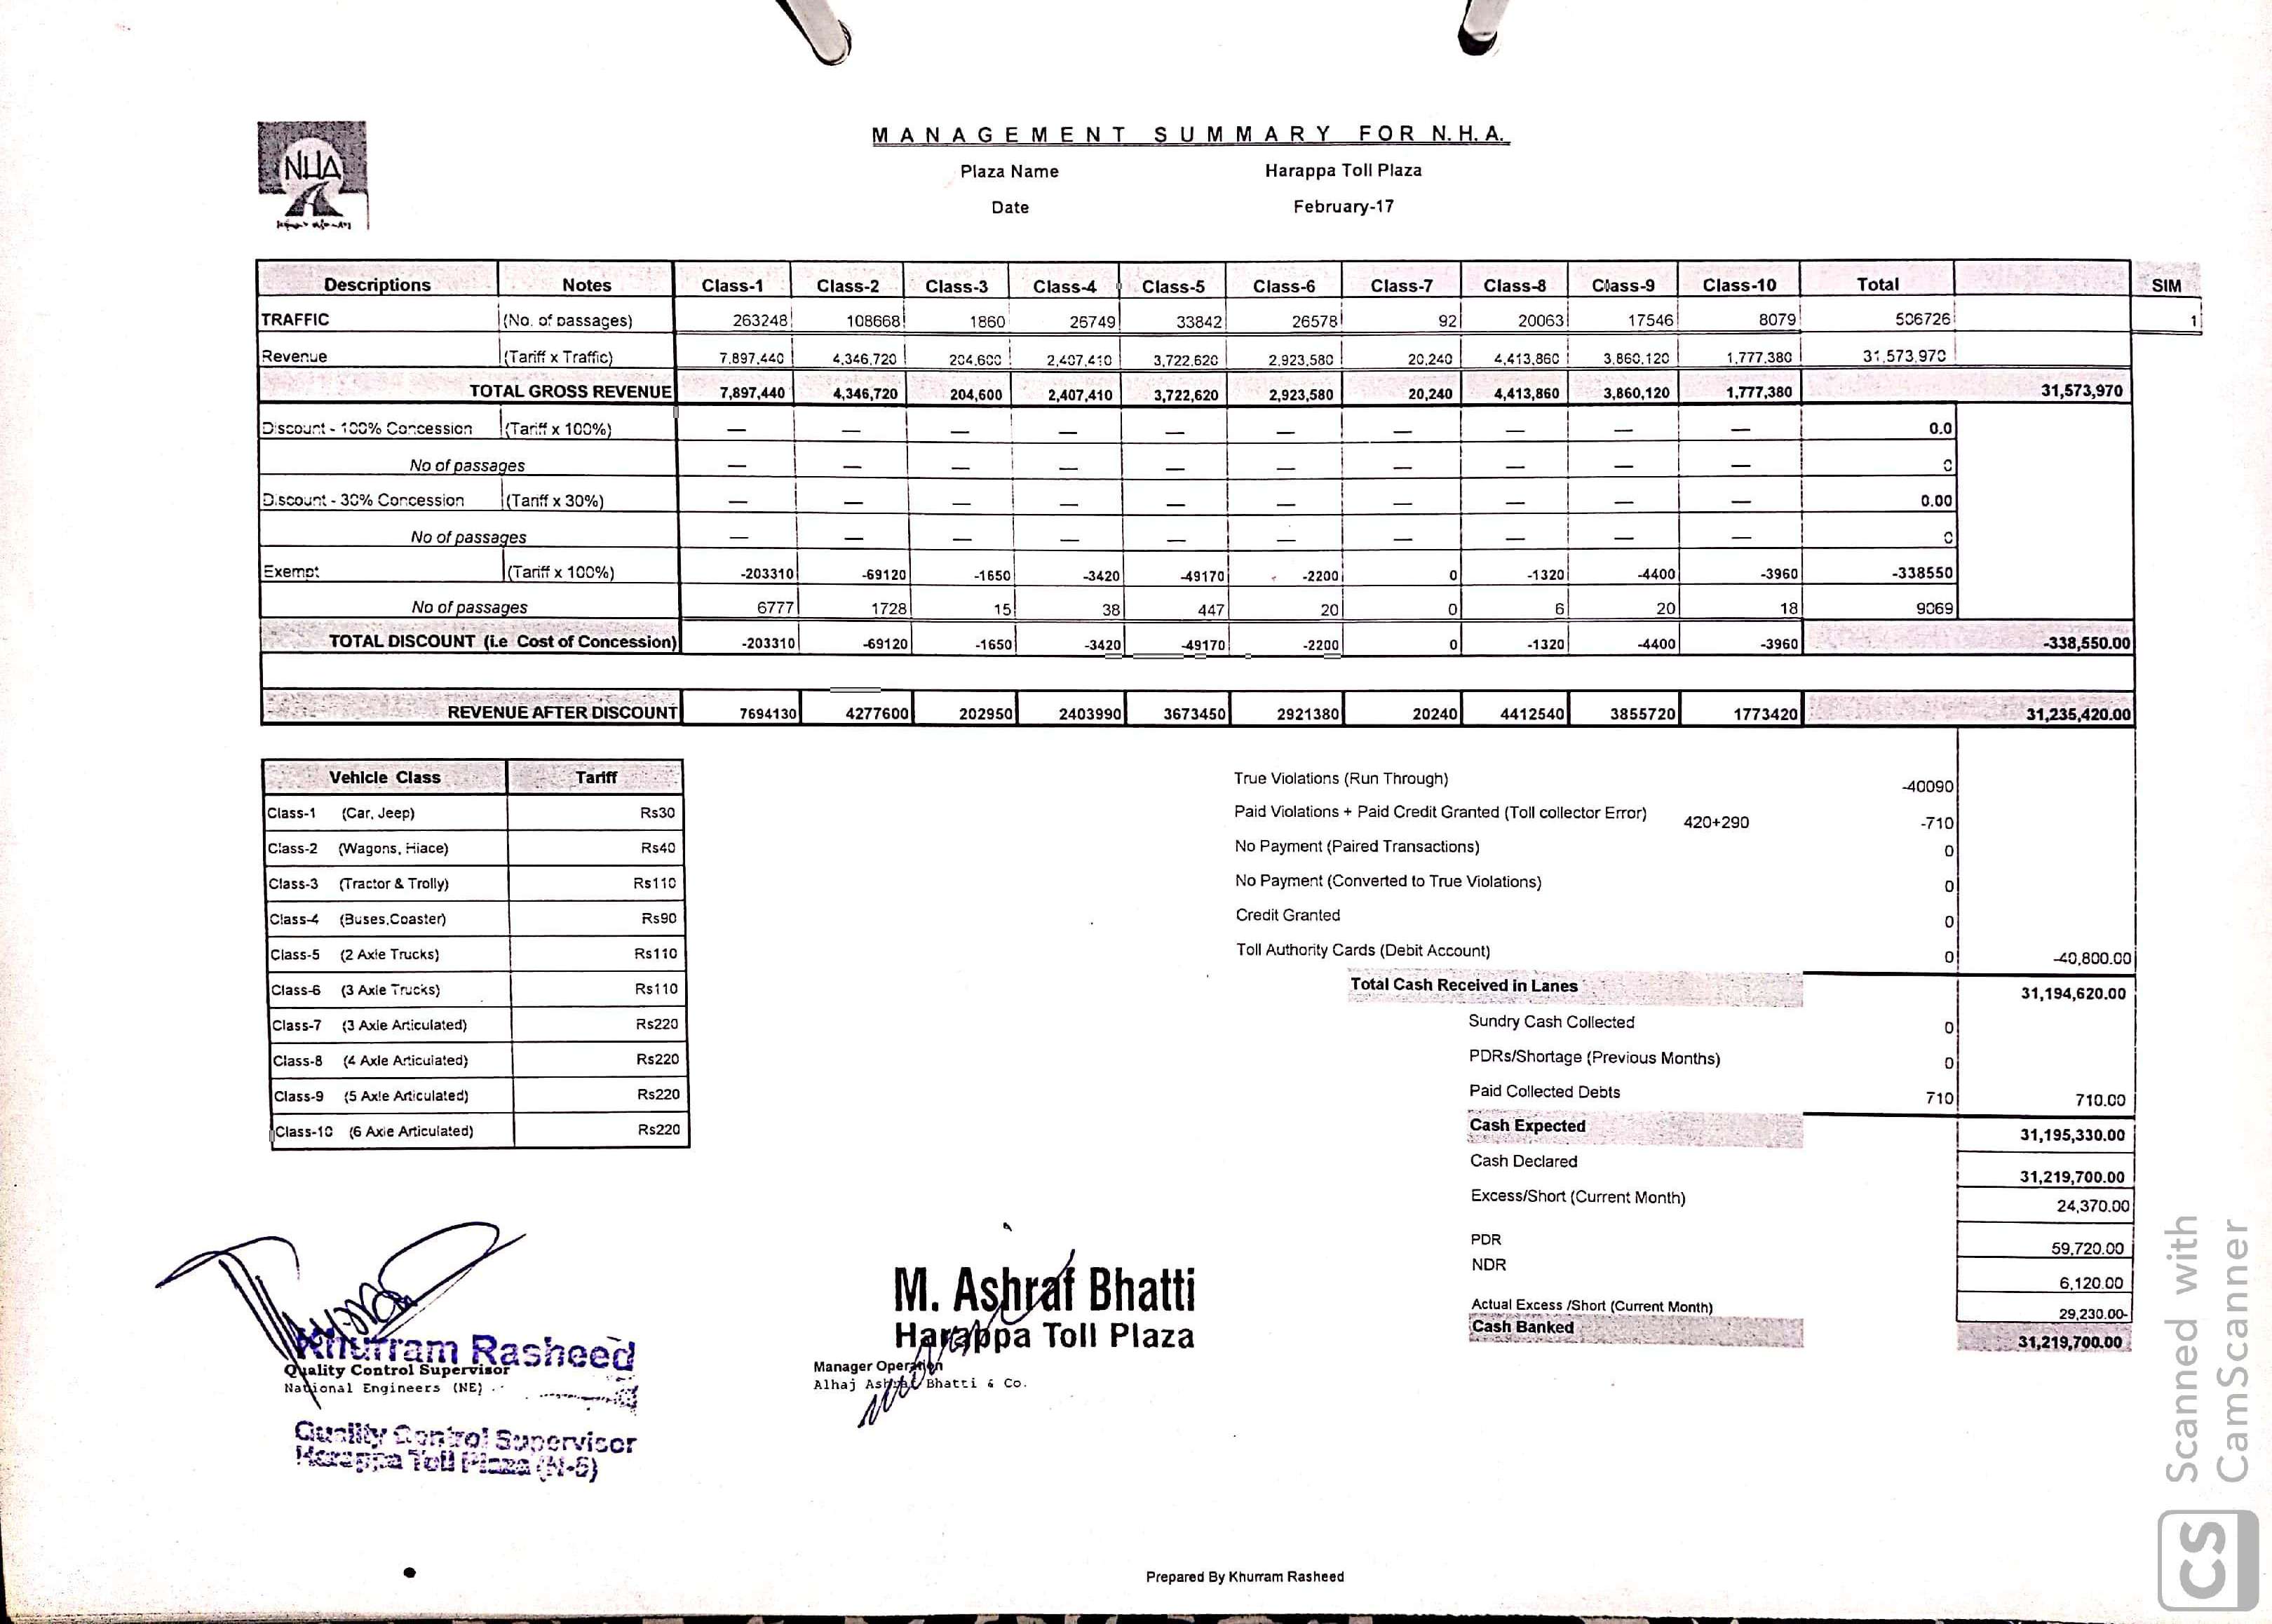 MANAGEMENT SUMMARY FOR N.H.A.
NHA
Plaza Name Harappa Toll Plaza
Date February-17
Descriptions Notes Class-1 Class-2 Class-3 Class-4 Class-5 Class-6 Class-7 Class-8 Class-9 Class-10 Total SIM
TRAFFIC (No. of passages) 263248 108668 1860 26749 33842 26578 92 20063 17546 8079 506726 1
Revenue (Tariff x Traffic) 7,897,440 4,346,720 204,600 2,407,410 3,722,620 2,923,580 20,240 4,413,860 3,860,120 1,777,380 31,573,970
TOTAL GROSS REVENUE 7,897,440 4,346,720 204,600 2,407,410 3,722,620 2,923,580 20,240 4,413,860 3,860,120 1,777,380 31,573,970
Discount - 100% Concession (Tariff x 100%) — — — — — — — — — — 0.0
No of passages — — — — — — — — — — 0
Discount - 30% Concession (Tariff x 30%) — — — — — — — — — — 0.00
No of passages — — — — — — — — — — 0
Exempt (Tariff x 100%) -203310 -69120 -1650 -3420 -49170 -2200 0 -1320 -4400 -3960 -338550
No of passages 6777 1728 15 38 447 20 0 6 20 18 9069
TOTAL DISCOUNT (i.e Cost of Concession) -203310 -69120 -1650 -3420 -49170 -2200 0 -1320 -4400 -3960 -338,550.00
REVENUE AFTER DISCOUNT 7694130 4277600 202950 2403990 3673450 2921380 20240 4412540 3855720 1773420 31,235,420.00
Vehicle Class Tariff
Class-1 (Car, Jeep) Rs30
Class-2 (Wagons, Hiace) Rs40
Class-3 (Tractor & Trolly) Rs110
Class-4 (Buses,Coaster) Rs90
Class-5 (2 Axle Trucks) Rs110
Class-6 (3 Axle Trucks) Rs110
Class-7 (3 Axle Articulated) Rs220
Class-8 (4 Axle Articulated) Rs220
Class-9 (5 Axle Articulated) Rs220
Class-10 (6 Axle Articulated) Rs220
True Violations (Run Through) -40090
Paid Violations + Paid Credit Granted (Toll collector Error) 420+290 -710
No Payment (Paired Transactions) 0
No Payment (Converted to True Violations) 0
Credit Granted 0
Toll Authority Cards (Debit Account) 0 -40,800.00
Total Cash Received in Lanes 31,194,620.00
Sundry Cash Collected 0
PDRs/Shortage (Previous Months) 0
Paid Collected Debts 710 710.00
Cash Expected 31,195,330.00
Cash Declared 31,219,700.00
Excess/Short (Current Month) 24,370.00
PDR 59,720.00
NDR 6,120.00
Actual Excess /Short (Current Month) 29,230.00-
Cash Banked 31,219,700.00
Khurram Rasheed
Quality Control Supervisor
National Engineers (NE)
Quality Control Supervisor
Harappa Toll Plaza (N-5)
M. Ashraf Bhatti
Harappa Toll Plaza
Manager Operation
Alhaj Ashraf Bhatti & Co.
Prepared By Khurram Rasheed
Scanned with
CamScanner
CS